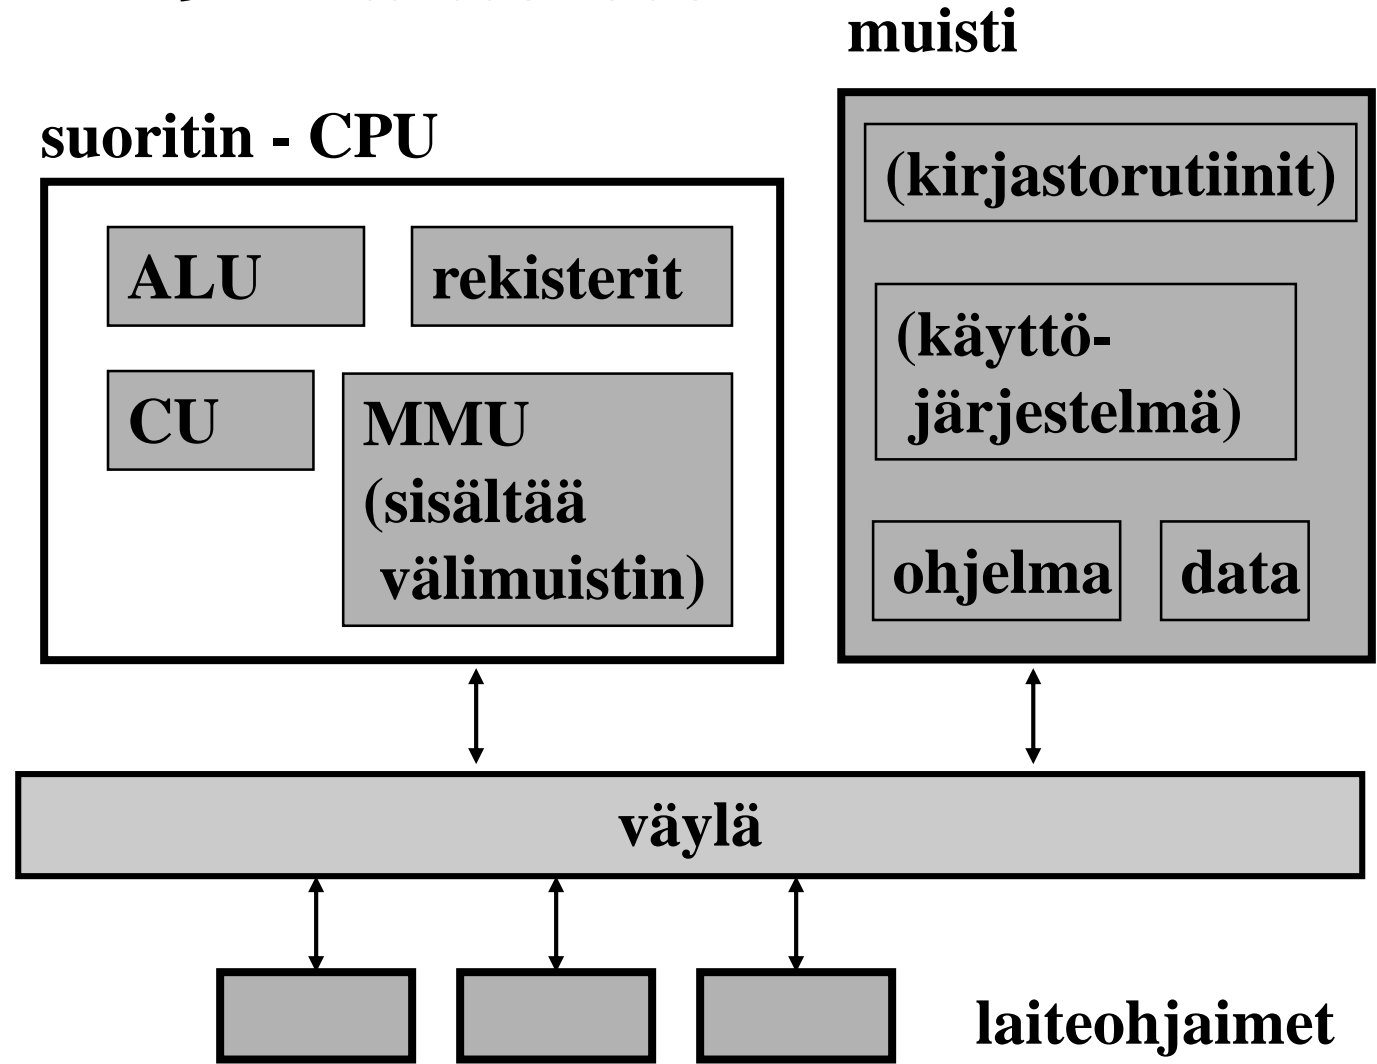 muisti
suoritin - CPU
(kirjastorutiinit)
ALU
rekisterit
(käyttö-
järjestelmä)
CU
MMU
(sisältää
välimuistin)
ohjelma
data
väylä
laiteohjaimet